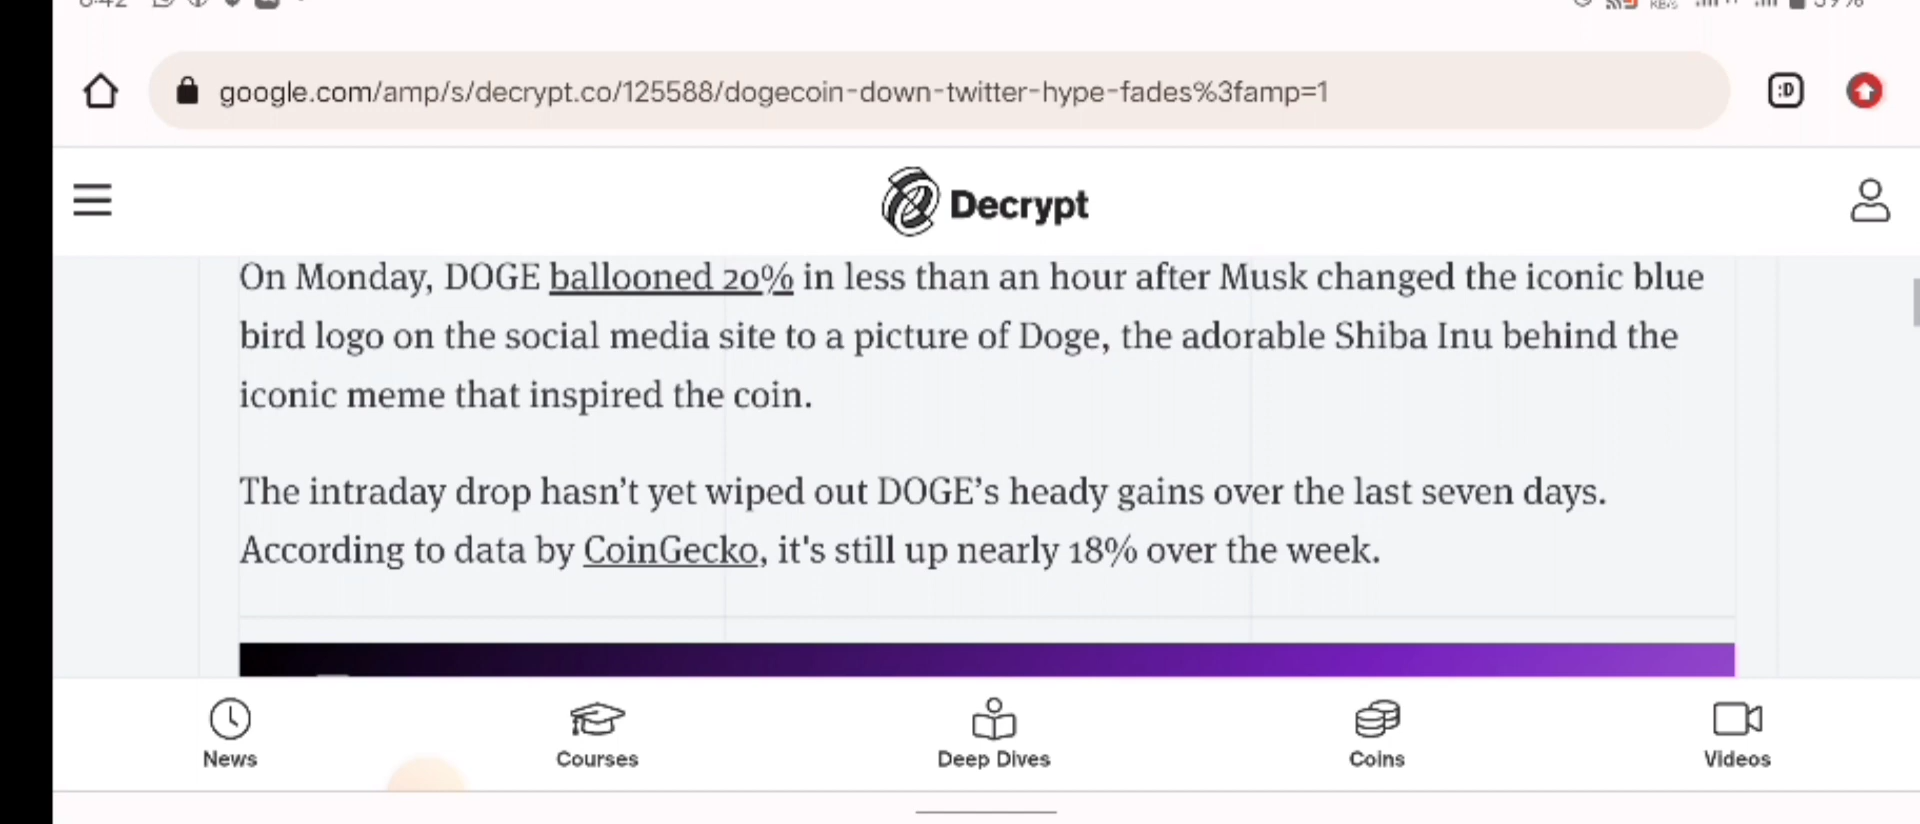 google.com/amp/s/decrypt.co/125588/dogecoin-down-twitter-hype-fades%3famp=1
:D
Decrypt
On Monday, DOGE ballooned 20% in less than an hour after Musk changed the iconic blue
bird logo on the social media site to a picture of Doge, the adorable Shiba Inu behind the
iconic meme that inspired the coin.
The intraday drop hasn’t yet wiped out DOGE’s heady gains over the last seven days.
According to data by CoinGecko, it's still up nearly 18% over the week.
News
Courses
Deep Dives
Coins
Videos